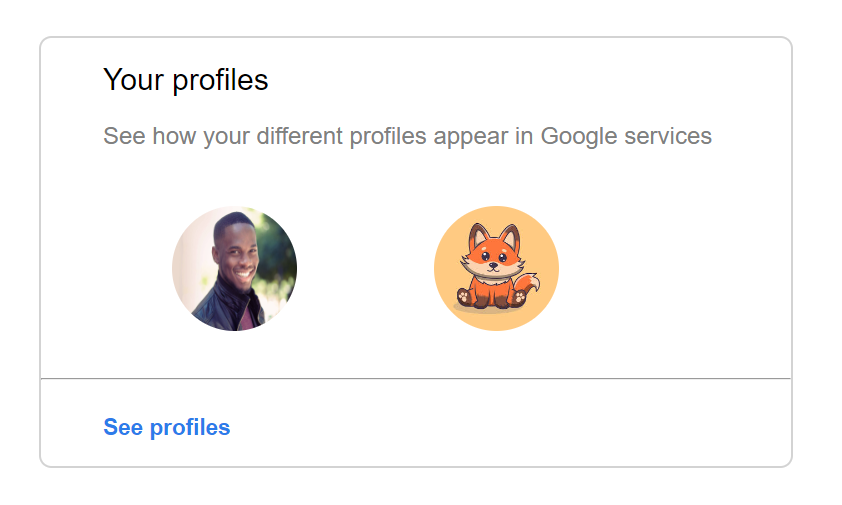 Your profiles
See how your different profiles appear in Google services
See profiles